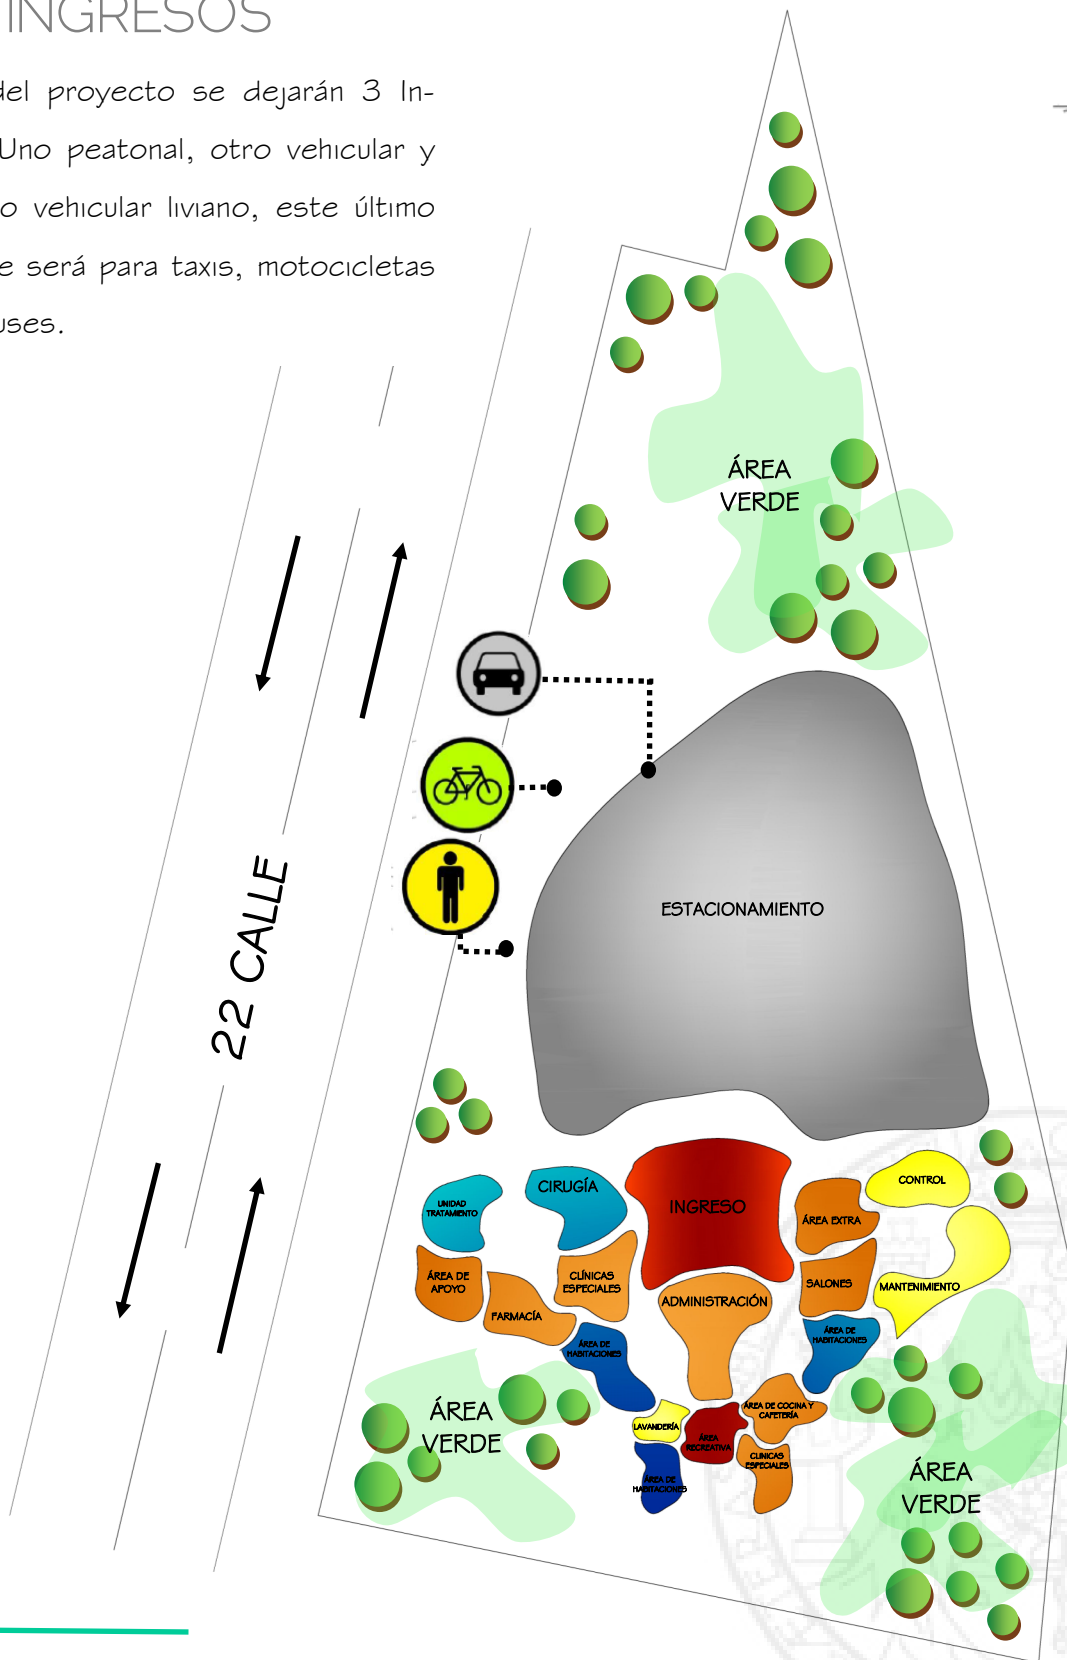 INGRESOS
del proyecto se dejarán 3 In-
Uno peatonal, otro vehicular y
o vehicular liviano, este último
e será para taxis, motocicletas
uses.
ÁREA
VERDE
22 CALLE
ESTACIONAMIENTO
UNIDAD
TRATAMIENTO
CIRUGÍA
INGRESO
ÁREA EXTRA
CONTROL
ÁREA DE
APOYO
FARMACÍA
CLÍNICAS
ESPECIALES
ADMINISTRACIÓN
SALONES
MANTENIMIENTO
ÁREA DE
HABITACIONES
ÁREA DE
HABITACIONES
ÁREA
VERDE
LAVANDERÍA
ÁREA
RECREATIVA
ÁREA DE COCINA Y
CAFETERÍA
ÁREA DE
HABITACIONES
CLINICAS
ESPECIALES
ÁREA
VERDE